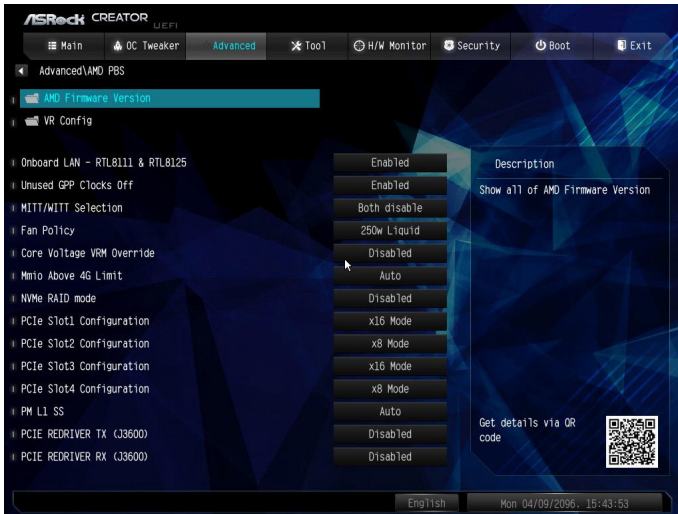 ASRock CREATOR UEFI
Main OC Tweaker Advanced Tool H/W Monitor Security Boot Exit
Advanced\AMD PBS
AMD Firmware Version
VR Config
Onboard LAN - RTL8111 & RTL8125 Enabled
Unused GPP Clocks Off Enabled
MITT/WITT Selection Both disable
Fan Policy 250w Liquid
Core Voltage VRM Override Disabled
Mmio Above 4G Limit Auto
NVMe RAID mode Disabled
PCIe Slot1 Configuration x16 Mode
PCIe Slot2 Configuration x8 Mode
PCIe Slot3 Configuration x16 Mode
PCIe Slot4 Configuration x8 Mode
PM L1 SS Auto
PCIE REDRIVER TX (J3600) Disabled
PCIE REDRIVER RX (J3600) Disabled
Description
Show all of AMD Firmware Version
Get details via QR
code
English Mon 04/09/2096. 15:43:53